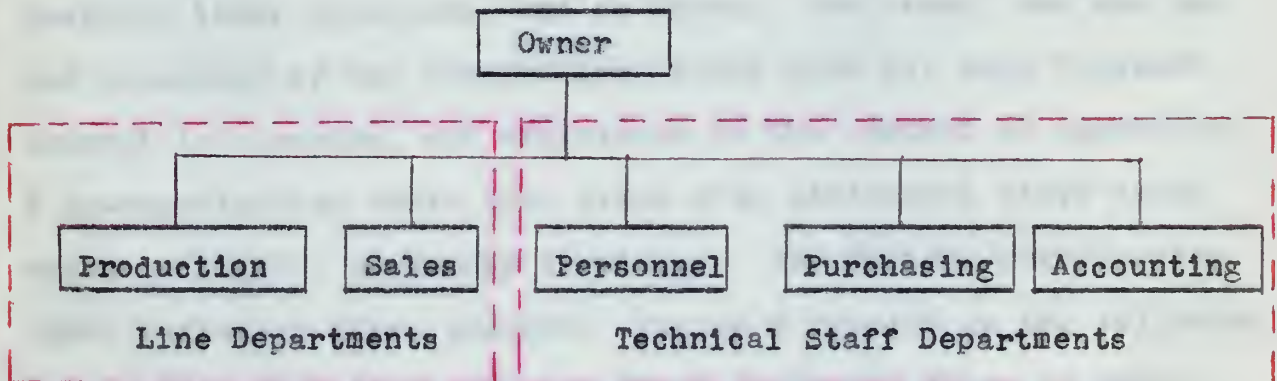 Owner
Production Sales Personnel Purchasing Accounting
Line Departments Technical Staff Departments